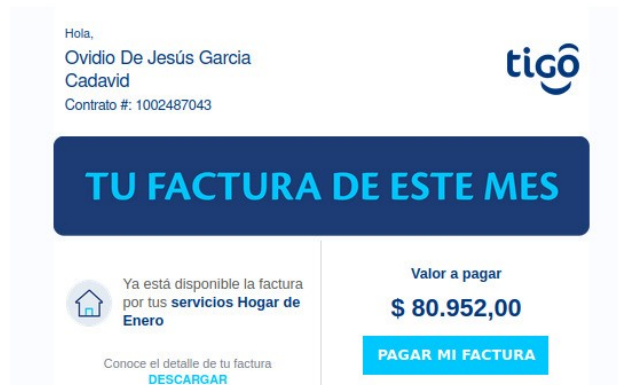 Hola,
Ovidio De Jesús Garcia
Cadavid
Contrato #: 1002487043
tigo
TU FACTURA DE ESTE MES
Ya está disponible la factura
por tus servicios Hogar de
Enero
Conoce el detalle de tu factura
DESCARGAR
Valor a pagar
$ 80.952,00
PAGAR MI FACTURA